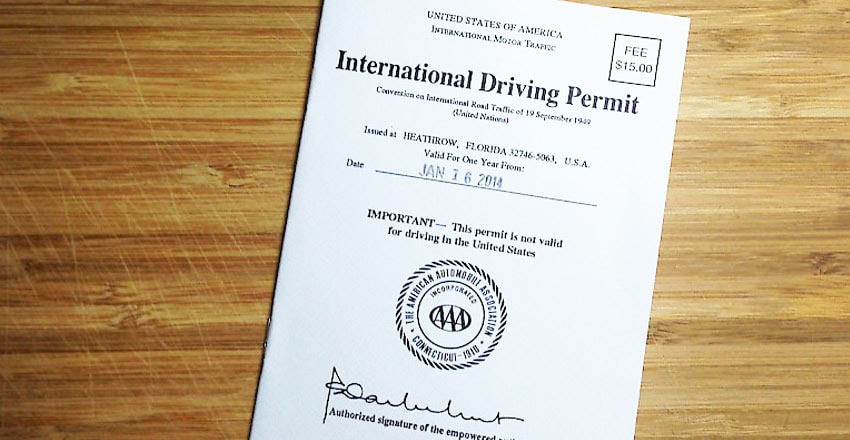 UNITED STATES OF AMERICA
INTERNATIONAL MOTOR TRAFFIC
FEE
$15.00
International Driving Permit
Convention on International Road Traffic of 19 September 1949
(United Nations)
Issued at HEATHROW, FLORIDA 32746-5063, U.S.A.
Valid For One Year From:
Date JAN 16 2014
IMPORTANT— This permit is not valid
for driving in the United States
THE AMERICAN AUTOMOBILE ASSOCIATION
INCORPORATED
AAA
CONNECTICUT-1910
Authorized signature of the empowered